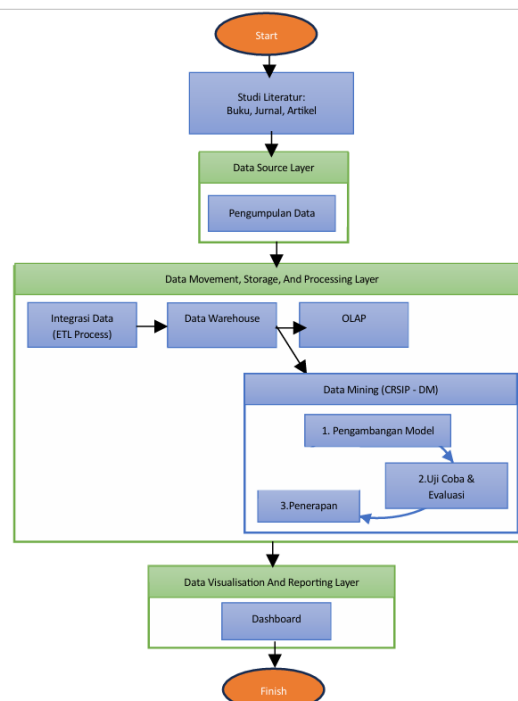 Start
Studi Literatur:
Buku, Jurnal, Artikel
Data Source Layer
Pengumpulan Data
Data Movement, Storage, And Processing Layer
Integrasi Data
(ETL Process)
Data Warehouse
OLAP
Data Mining (CRSIP - DM)
1. Pengambangan Model
2.Uji Coba &
Evaluasi
3.Penerapan
Data Visualisation And Reporting Layer
Dashboard
Finish